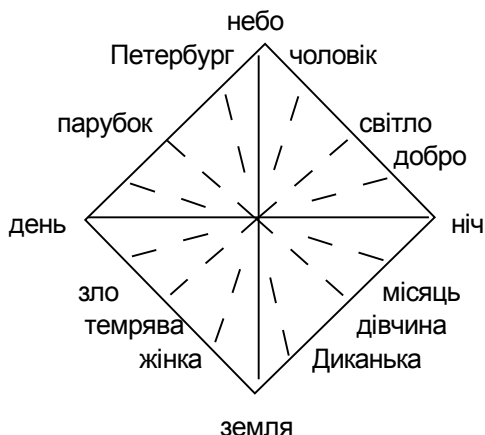 небо
Петербург чоловік
парубок світло
добро
день ніч
зло місяць
темрява дівчина
жінка Диканька
земля